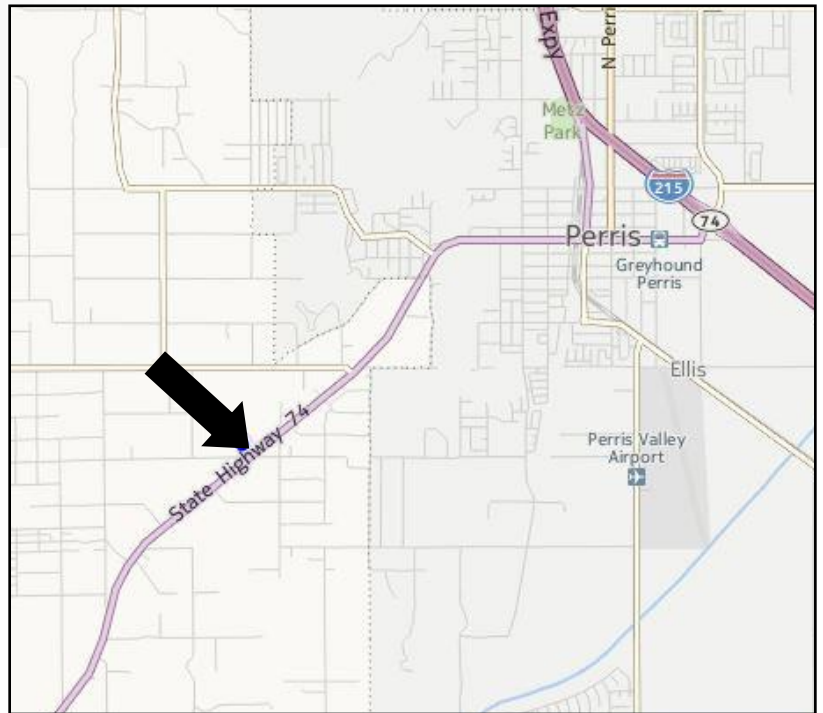 Expy
N Perri
Metz
Park
215
74
Perris
Greyhound
Perris
Ellis
Perris Valley
Airport
State Highway 74